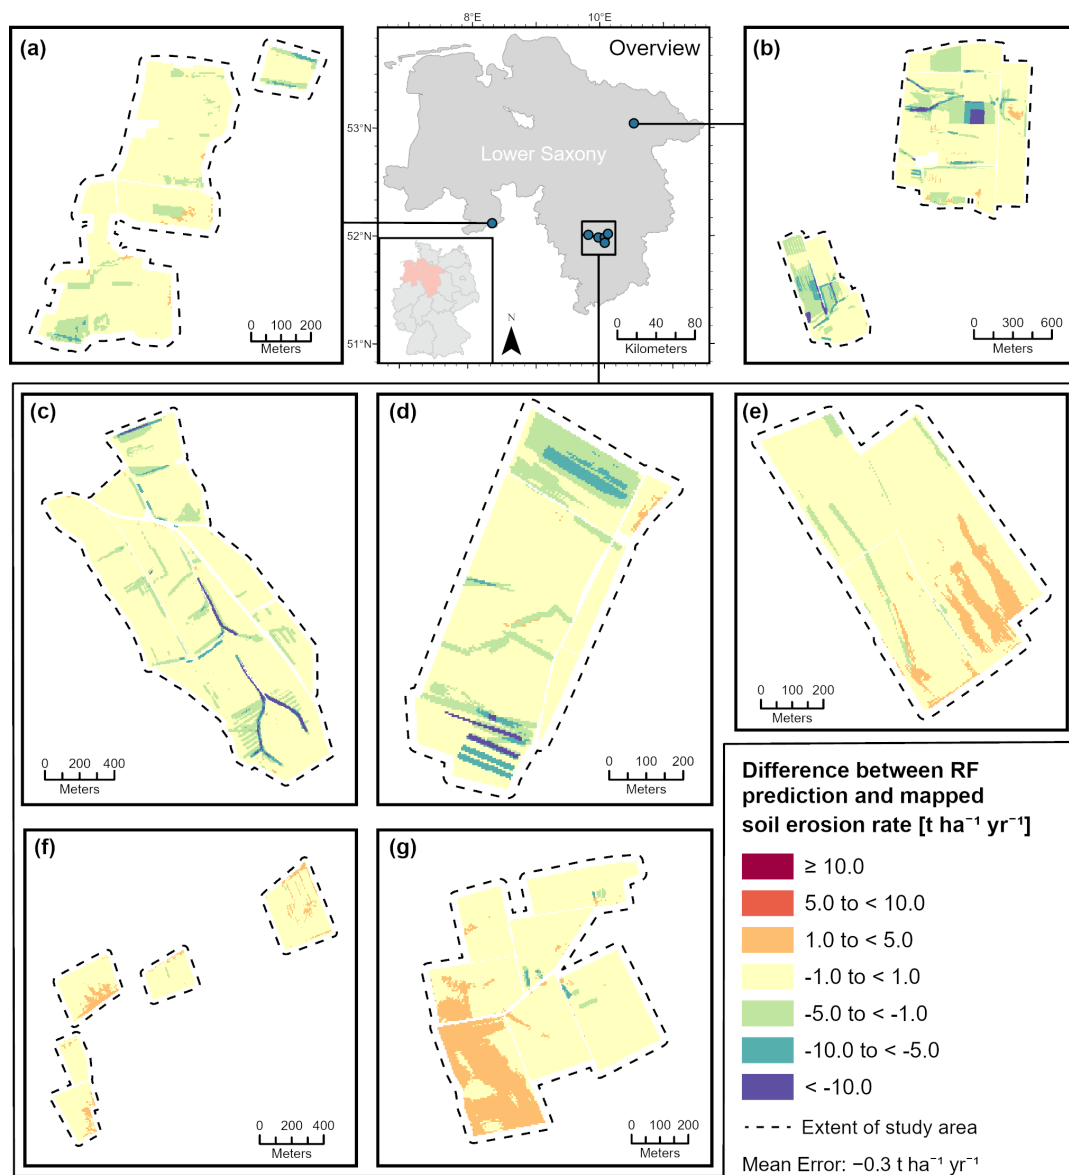 (a)
0 100 200
Meters
8°E
10°E
Overview
53°N
52°N
51°N
Lower Saxony
N
0 40 80
Kilometers
(b)
0 300 600
Meters
(c)
0 200 400
Meters
(d)
0 100 200
Meters
(e)
0 100 200
Meters
(f)
0 200 400
Meters
(g)
0 100 200
Meters
Difference between RF
prediction and mapped
soil erosion rate [t ha⁻¹ yr⁻¹]
≥ 10.0
5.0 to < 10.0
1.0 to < 5.0
-1.0 to < 1.0
-5.0 to < -1.0
-10.0 to < -5.0
< -10.0
Extent of study area
Mean Error: −0.3 t ha⁻¹ yr⁻¹